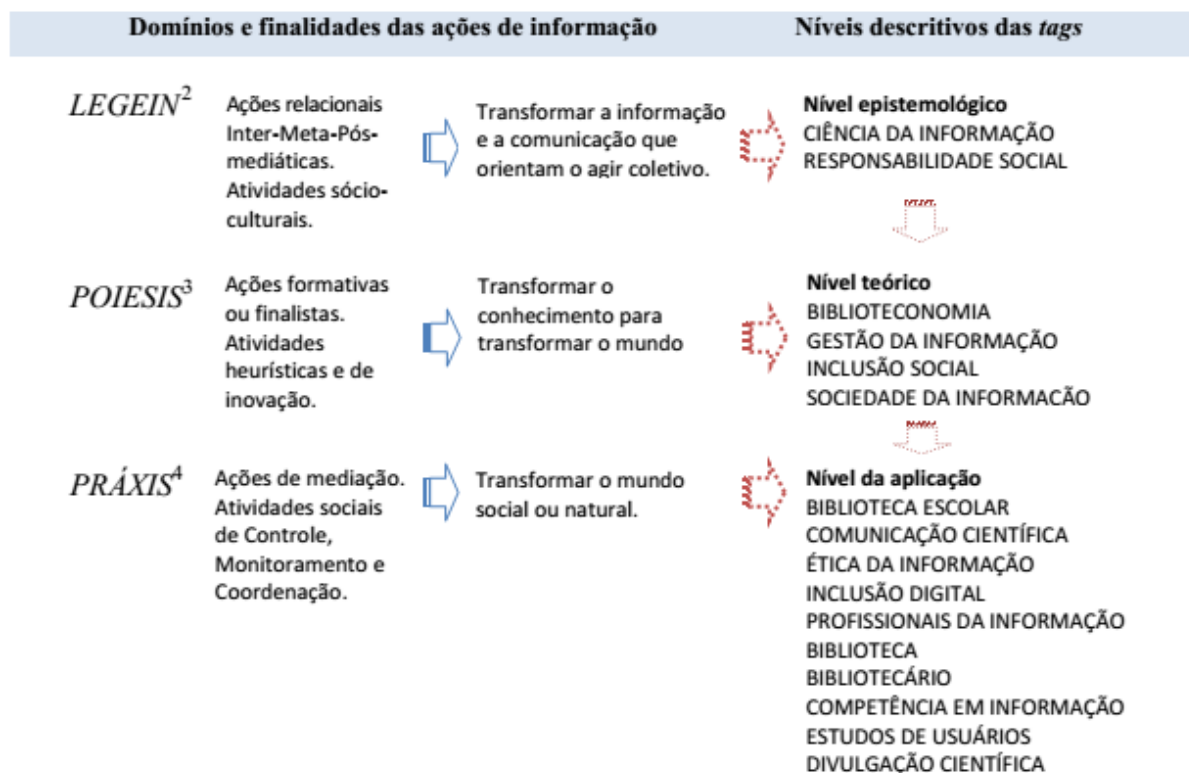 Domínios e finalidades das ações de informação
Níveis descritivos das tags
LEGEIN²
Ações relacionais
Inter-Meta-Pós-
mediáticas.
Atividades sócio-
culturais.
Transformar a informação
e a comunicação que
orientam o agir coletivo.
Nível epistemológico
CIÊNCIA DA INFORMAÇÃO
RESPONSABILIDADE SOCIAL
POIESIS³
Ações formativas
ou finalistas.
Atividades
heurísticas e de
inovação.
Transformar o
conhecimento para
transformar o mundo
Nível teórico
BIBLIOTECONOMIA
GESTÃO DA INFORMAÇÃO
INCLUSÃO SOCIAL
SOCIEDADE DA INFORMACÃO
PRÁXIS⁴
Ações de mediação.
Atividades sociais
de Controle,
Monitoramento e
Coordenação.
Transformar o mundo
social ou natural.
Nível da aplicação
BIBLIOTECA ESCOLAR
COMUNICAÇÃO CIENTÍFICA
ÉTICA DA INFORMAÇÃO
INCLUSÃO DIGITAL
PROFISSIONAIS DA INFORMAÇÃO
BIBLIOTECA
BIBLIOTECÁRIO
COMPETÊNCIA EM INFORMAÇÃO
ESTUDOS DE USUÁRIOS
DIVULGAÇÃO CIENTÍFICA